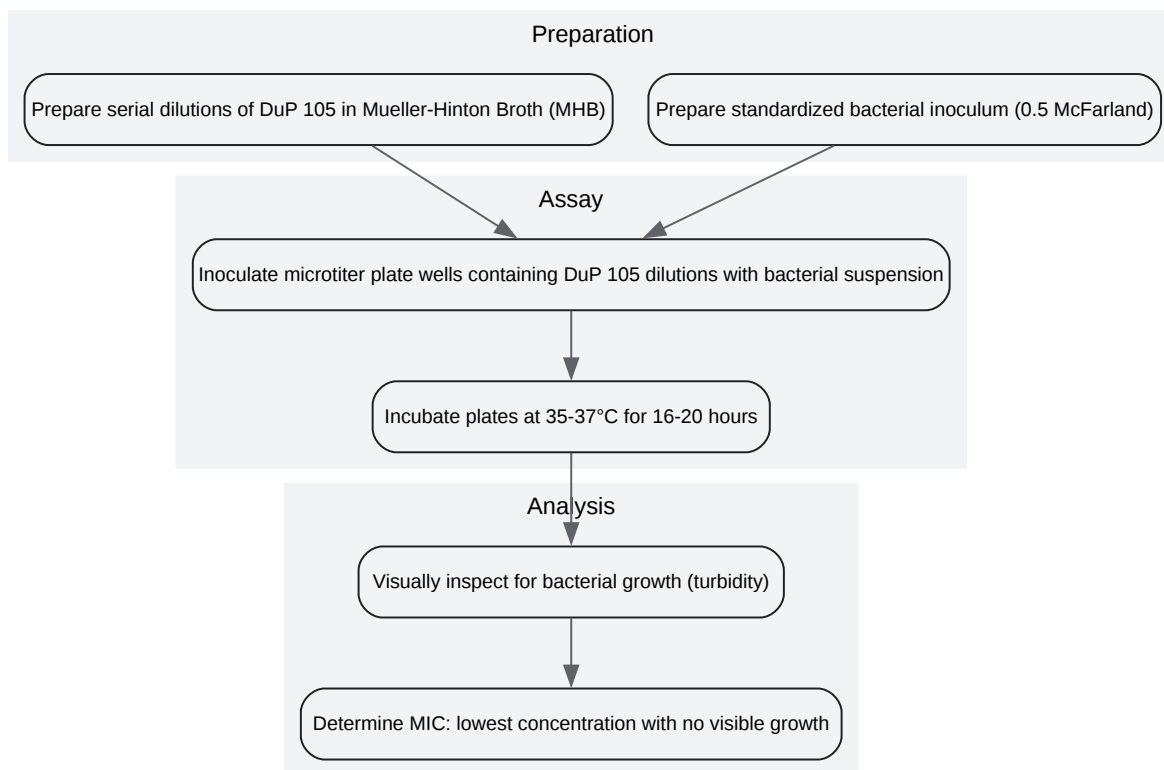 Preparation
Prepare serial dilutions of DuP 105 in Mueller-Hinton Broth (MHB)
Prepare standardized bacterial inoculum (0.5 McFarland)
Assay
Inoculate microtiter plate wells containing DuP 105 dilutions with bacterial suspension
Incubate plates at 35-37°C for 16-20 hours
Analysis
Visually inspect for bacterial growth (turbidity)
Determine MIC: lowest concentration with no visible growth